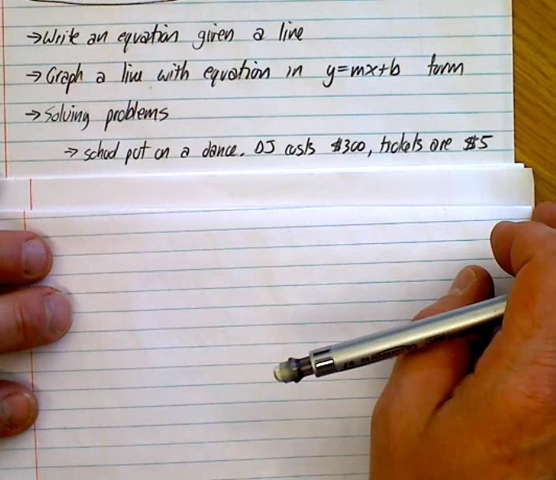 →Write an equation given a line
→Graph a line with equation in y=mx+b form
→Solving problems
→ school put on a dance. DJ costs $300, tickets are $5